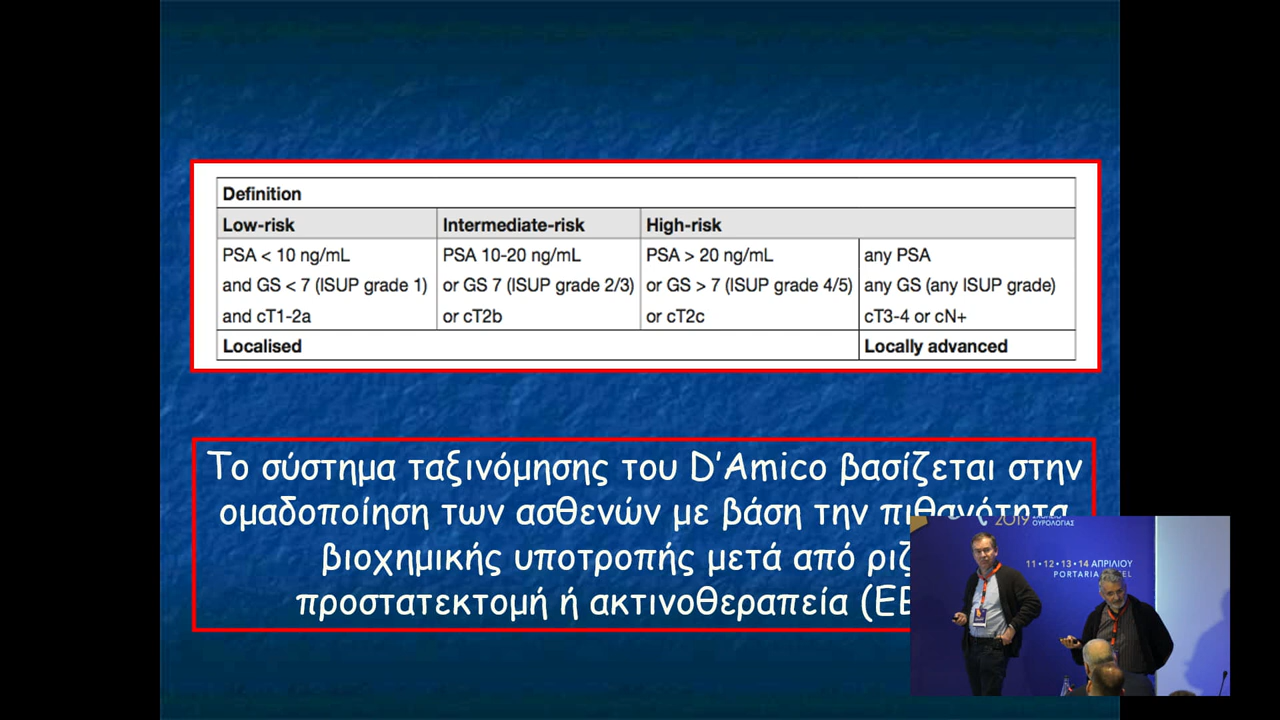 Definition
Low-risk Intermediate-risk High-risk
PSA < 10 ng/mL PSA 10-20 ng/mL PSA > 20 ng/mL any PSA
and GS < 7 (ISUP grade 1) or GS 7 (ISUP grade 2/3) or GS > 7 (ISUP grade 4/5) any GS (any ISUP grade)
and cT1-2a or cT2b or cT2c cT3-4 or cN+
Localised Locally advanced
Το σύστημα ταξινόμησης του D’Amico βασίζεται στην
ομαδοποίηση των ασθενών με βάση την πιθανότητα
βιοχημικής υποτροπής μετά από
προστατεκτομή ή ακτινοθεραπεία
2019
ΟΥΡΟΛΟΓΙΑΣ
11•12•13•14 ΑΠΡΙΛΙΟΥ
PORTARIA